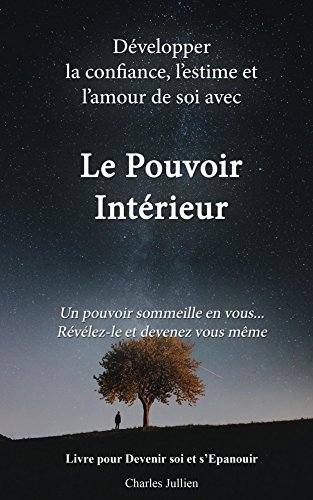 Développer
la confiance, l'estime et
l'amour de soi avec
Le Pouvoir
Intérieur
Un pouvoir sommeille en vous...
Révélez-le et devenez vous même
Livre pour Devenir soi et s'Epanouir
Charles Jullien